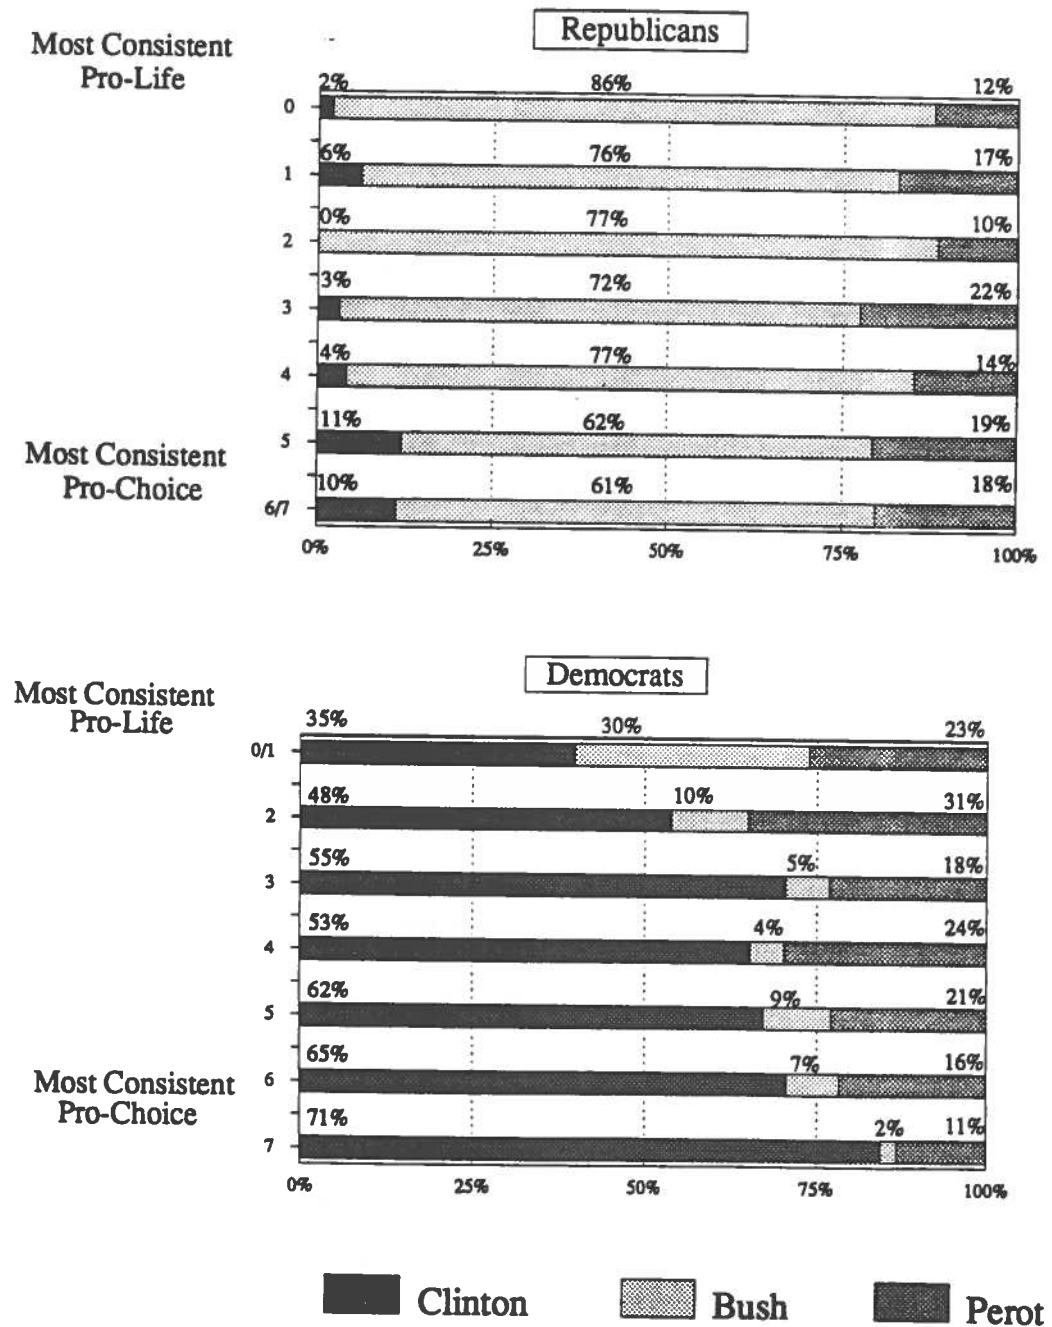 Republicans
Most Consistent
Pro-Life
2% 86% 12%
0
6% 76% 17%
1
0% 77% 10%
2
3% 72% 22%
3
4% 77% 14%
4
11% 62% 19%
5
Most Consistent
Pro-Choice
10% 61% 18%
6/7
0% 25% 50% 75% 100%
Democrats
Most Consistent
Pro-Life
35% 30% 23%
0/1
48% 10% 31%
2
55% 5% 18%
3
53% 4% 24%
4
62% 9% 21%
5
65% 7% 16%
6
Most Consistent
Pro-Choice
71% 2% 11%
7
0% 25% 50% 75% 100%
Clinton Bush Perot